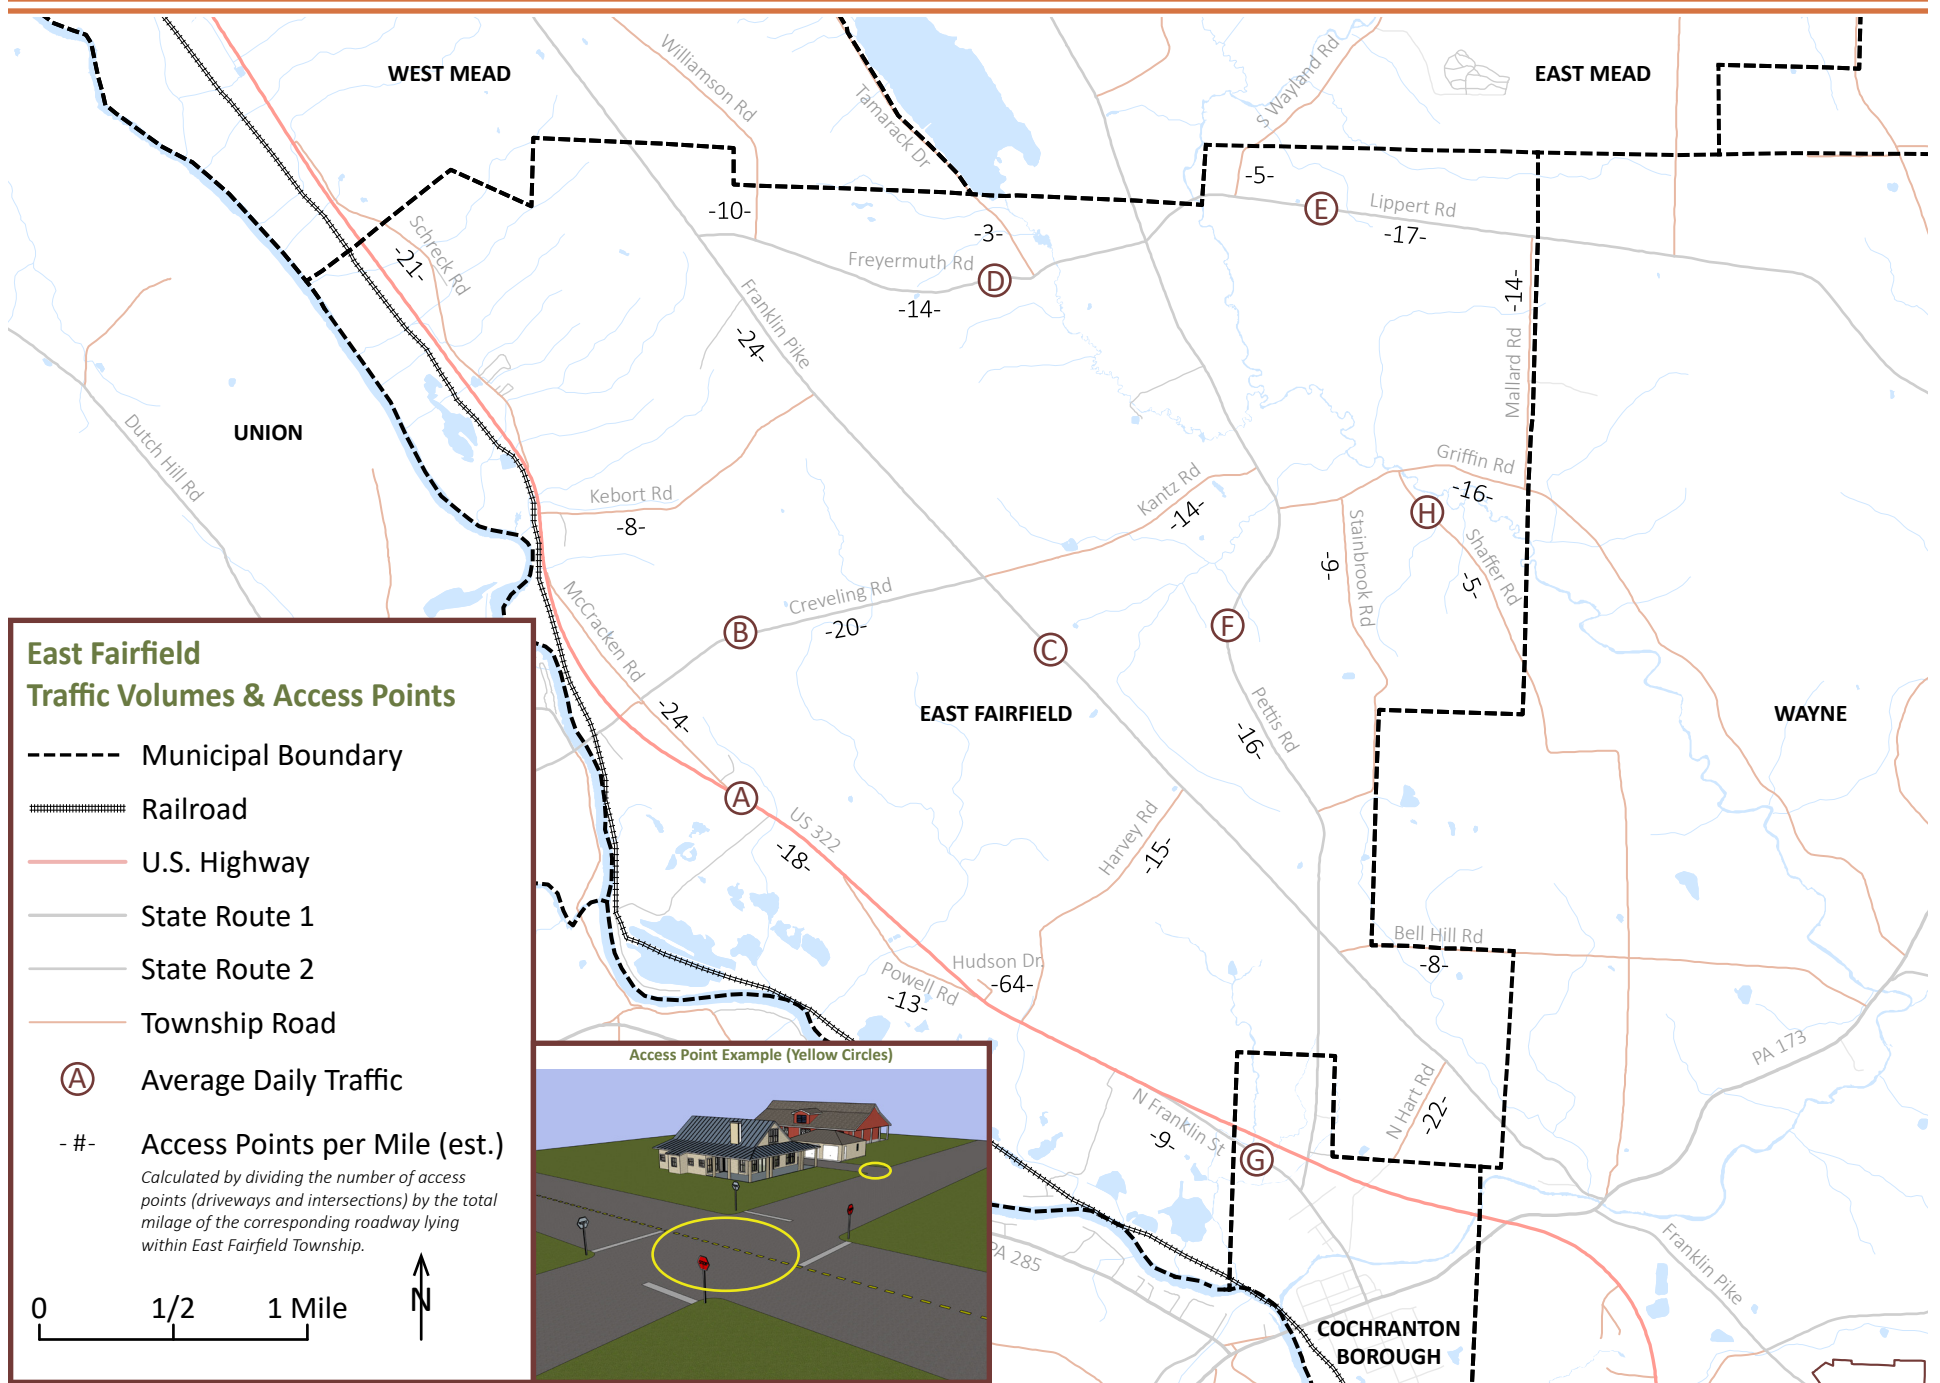 WEST MEAD
EAST MEAD
Williamson Rd
Tamarack Dr
S Wayland Rd
-5-
E
Lippert Rd
-17-
-10-
-3-
Schreck Rd
-21-
Freyermuth Rd
D
-14-
Franklin Pike
-24-
-14-
Mallard Rd
UNION
Dutch Hill Rd
Kebort Rd
-8-
Kantz Rd
-14-
Griffin Rd
-16-
H
Stainbrook Rd
-9-
Shaffer Rd
-5-
McCracken Rd
-24-
B
Creveling Rd
-20-
C
F
EAST FAIRFIELD
Pettis Rd
-16-
WAYNE
A
US 322
-18-
Harvey Rd
-15-
Bell Hill Rd
-8-
Hudson Dr.
-64-
Powell Rd
-13-
PA 173
N Hart Rd
-22-
N Franklin St
-9-
G
PA 285
Franklin Pike
COCHRANTON
BOROUGH
East Fairfield
Traffic Volumes & Access Points
Municipal Boundary
Railroad
U.S. Highway
State Route 1
State Route 2
Township Road
A Average Daily Traffic
- #- Access Points per Mile (est.)
Calculated by dividing the number of access
points (driveways and intersections) by the total
milage of the corresponding roadway lying
within East Fairfield Township.
0 1/2 1 Mile
N
Access Point Example (Yellow Circles)